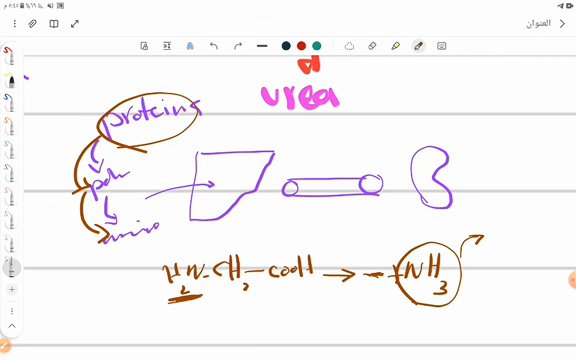 العنوان
urea
proteins
amino
H2N-CH2-COOH → --+NH3